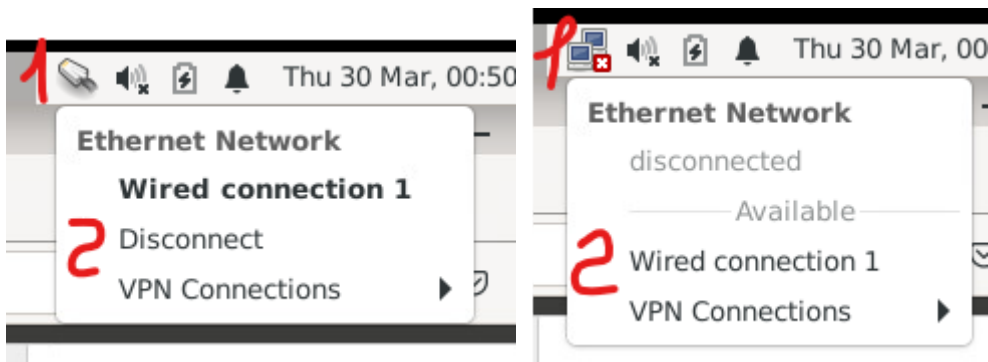 1
Thu 30 Mar, 00:50
Ethernet Network
Wired connection 1
2
Disconnect
VPN Connections
1
Thu 30 Mar, 00
Ethernet Network
disconnected
Available
2
Wired connection 1
VPN Connections